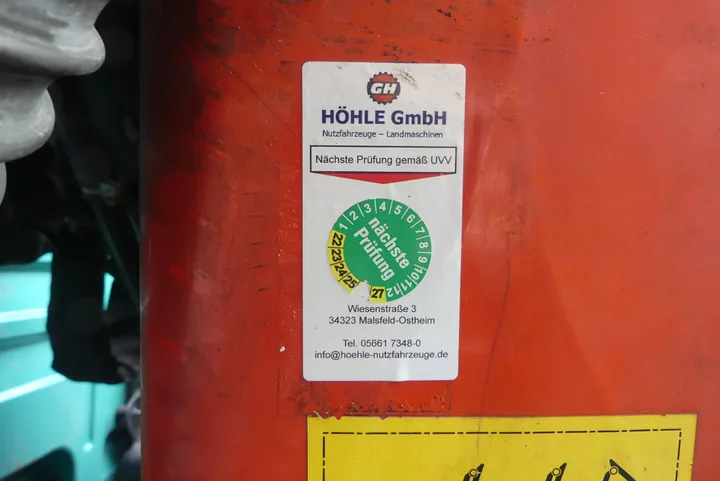 GH
HÖHLE GmbH
Nutzfahrzeuge – Landmaschinen
Nächste Prüfung gemäß UVV
1 2 3 4 5 6 7 8 9 10 11 12
nächste
Prüfung
22 23 24 25 27
Wiesenstraße 3
34323 Malsfeld-Ostheim
Tel. 05661 7348-0
info@hoehle-nutzfahrzeuge.de